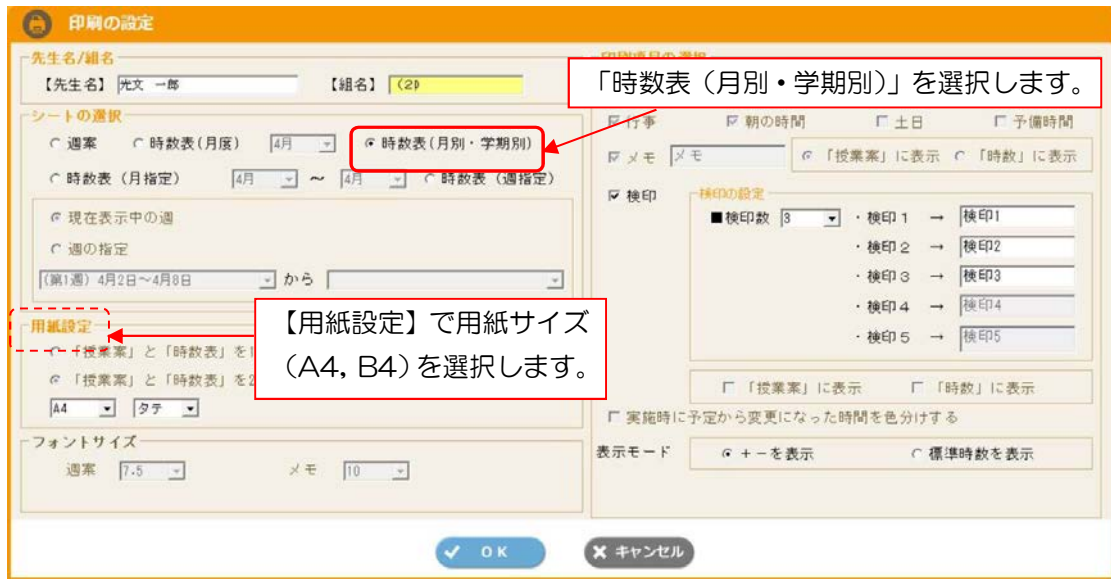 印刷の設定
先生名/組名
【先生名】 光文 一郎 【組名】 (2
シートの選択
週案 時数表(月度) 4月 時数表(月別・学期別)
時数表 (月指定) 4月 ～ 4月 時数表 (週指定)
現在表示中の週
週の指定
(第1週) 4月2日～4月8日 から
用紙設定
「授業案」と「時数表」を1
「授業案」と「時数表」を2
A4 タテ
フォントサイズ
週案 7.5 メモ 10
「時数表（月別・学期別）」を選択します。
【用紙設定】で用紙サイズ
（A4, B4）を選択します。
行事 朝の時間 土日 予備時間
メモ メモ 「授業案」に表示 「時数」に表示
検印 検印の設定
■検印数 3 ・検印1 → 検印1
・検印2 → 検印2
・検印3 → 検印3
・検印4 → 検印4
・検印5 → 検印5
「授業案」に表示 「時数」に表示
実施時に予定から変更になった時間を色分けする
表示モード +－を表示 標準時数を表示
OK キャンセル